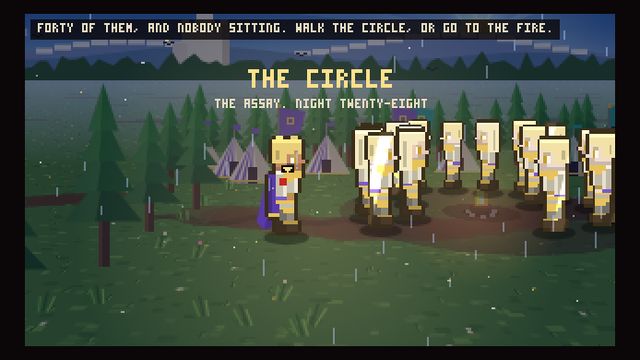 FORTY OF THEM, AND NOBODY SITTING. WALK THE CIRCLE, OR GO TO THE FIRE.
THE CIRCLE
THE ASSAY. NIGHT TWENTY-EIGHT